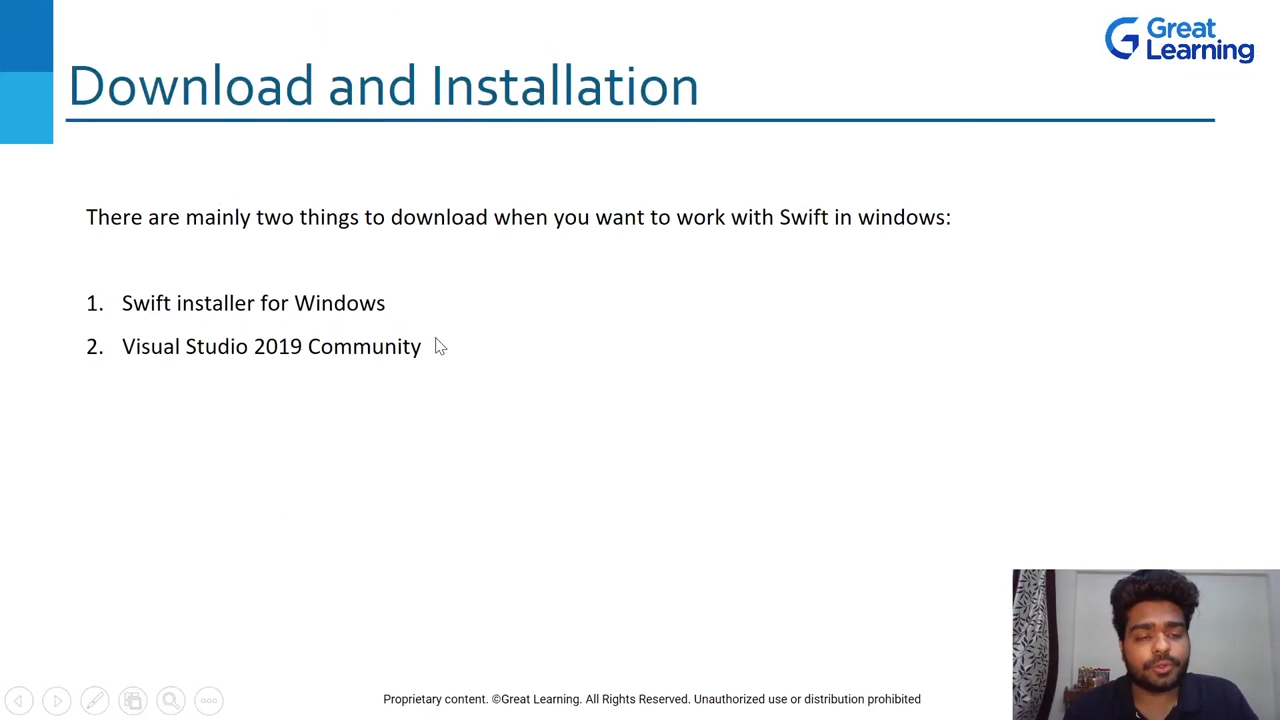 Great
Learning
Download and Installation
There are mainly two things to download when you want to work with Swift in windows:
1. Swift installer for Windows
2. Visual Studio 2019 Community
Proprietary content. ©Great Learning. All Rights Reserved. Unauthorized use or distribution prohibited